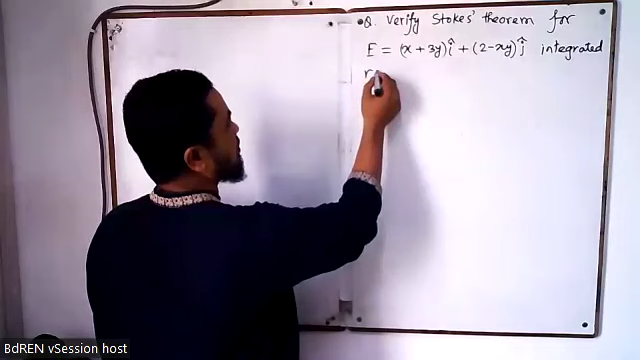 Q. Verify Stokes' theorem for
F = (x + 3y)î + (2 - xy)ĵ integrated
r
BdREN vSession host